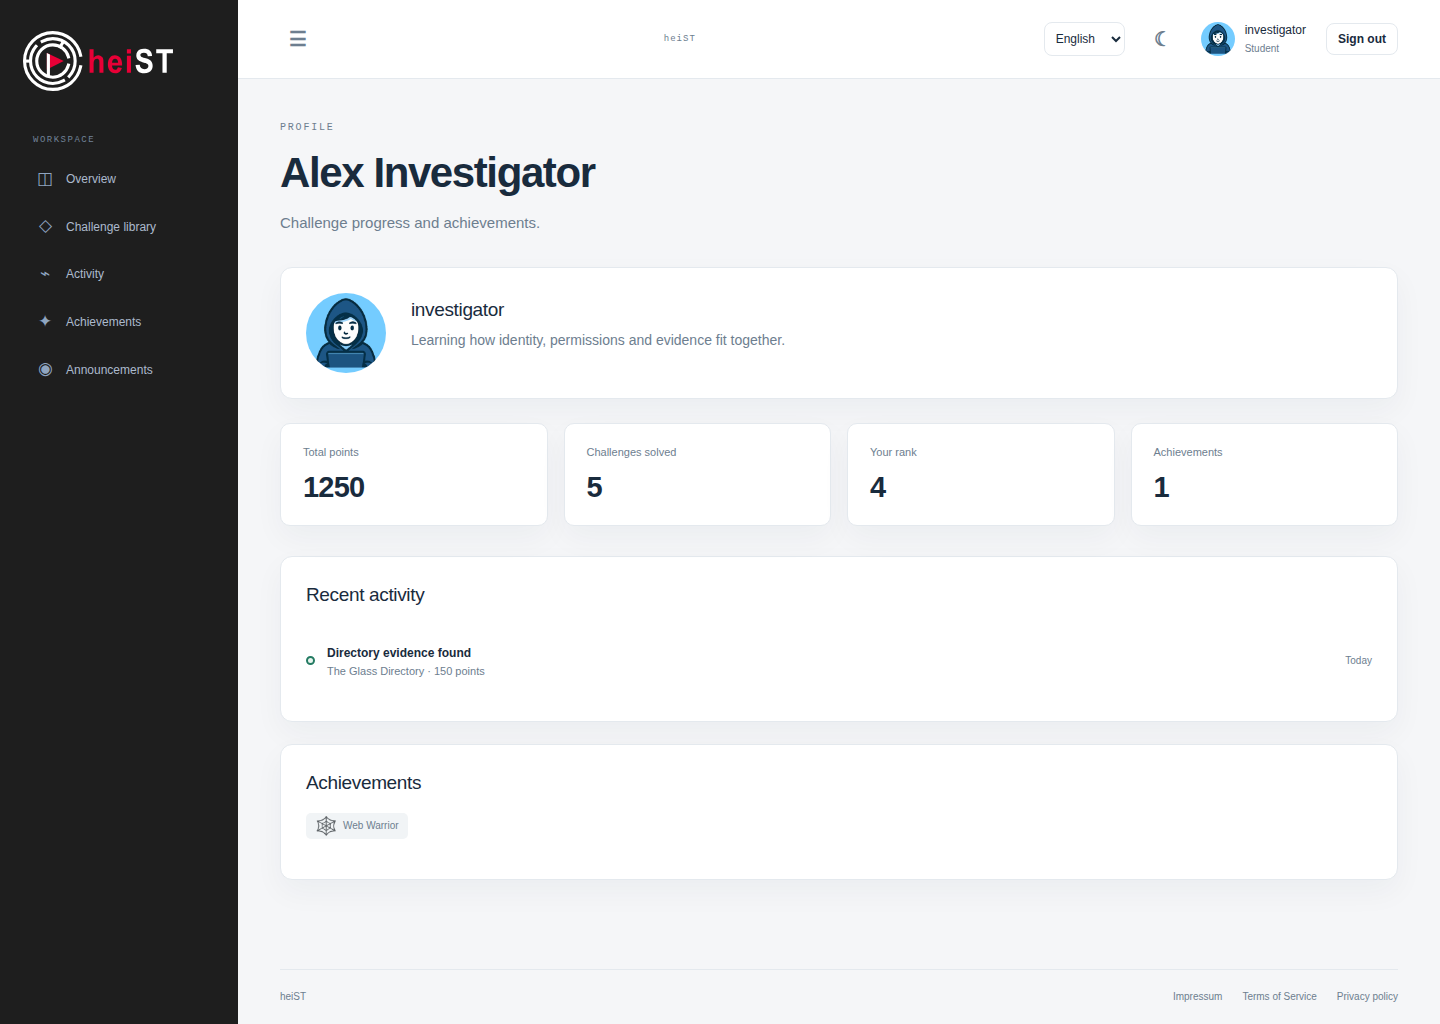 heiST
WORKSPACE
Overview
Challenge library
Activity
Achievements
Announcements
heiST
English
investigator
Student
Sign out
PROFILE
Alex Investigator
Challenge progress and achievements.
investigator
Learning how identity, permissions and evidence fit together.
Total points
1250
Challenges solved
5
Your rank
4
Achievements
1
Recent activity
Directory evidence found
The Glass Directory · 150 points
Today
Achievements
Web Warrior
heiST
Impressum
Terms of Service
Privacy policy